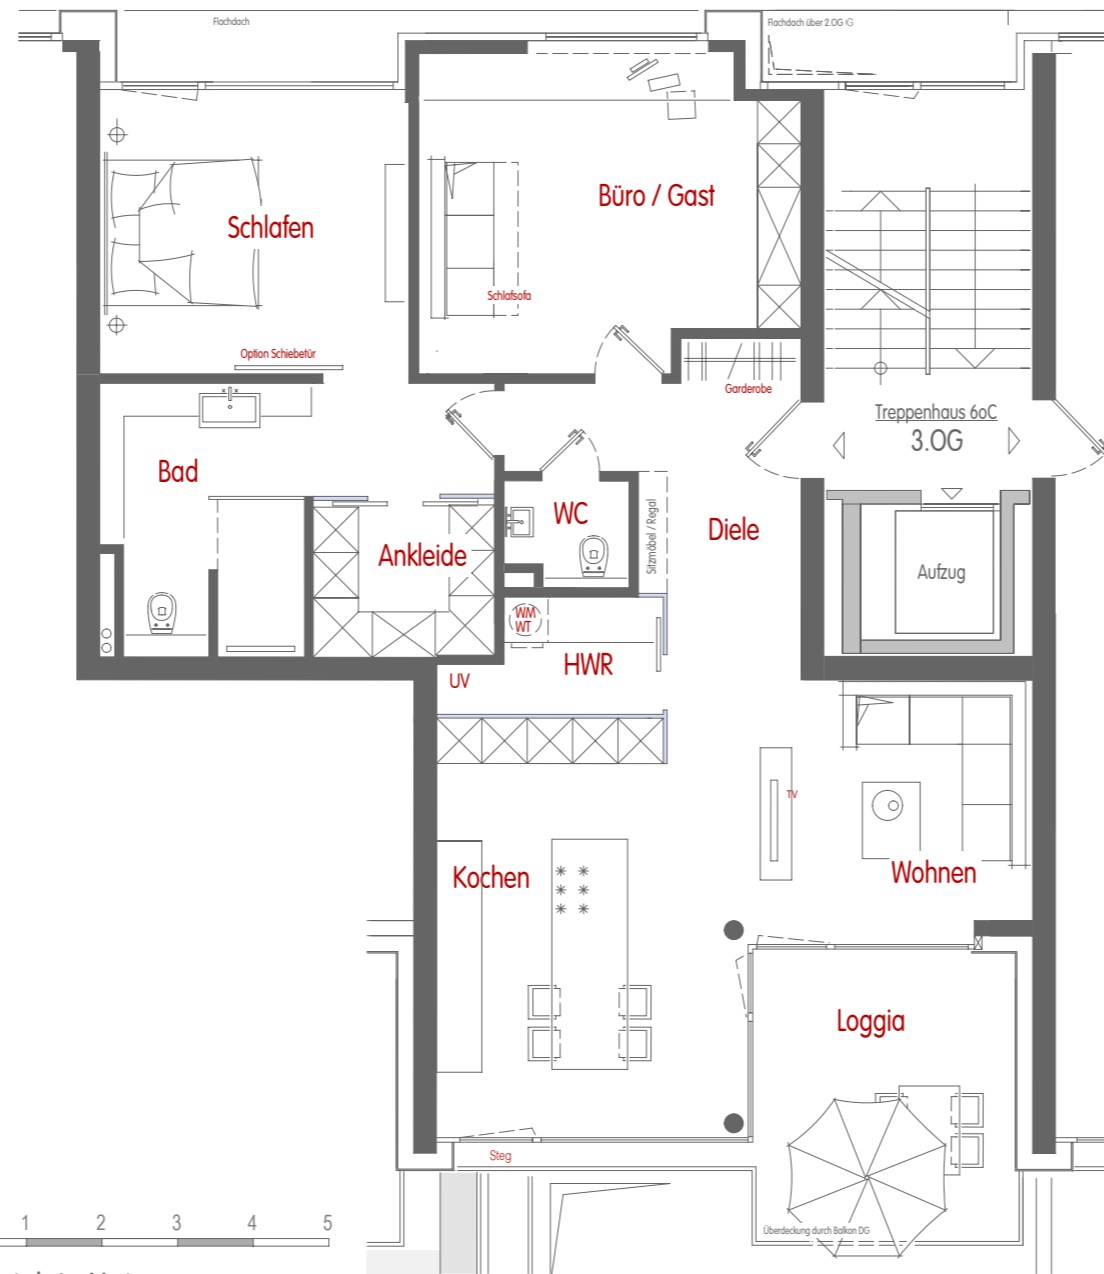 Flachdach
Flachdach über 2.OG
Schlafen
Büro / Gast
Schlafsofa
Option Schiebetür
Garderobe
Treppenhaus 60C
3.OG
Bad
WC
Ankleide
Sitzmöbel / Regal
Diele
Aufzug
WM
WT
HWR
UV
TV
Kochen
Wohnen
Loggia
Steg
Überdeckung durch Balkon DG
1 2 3 4 5